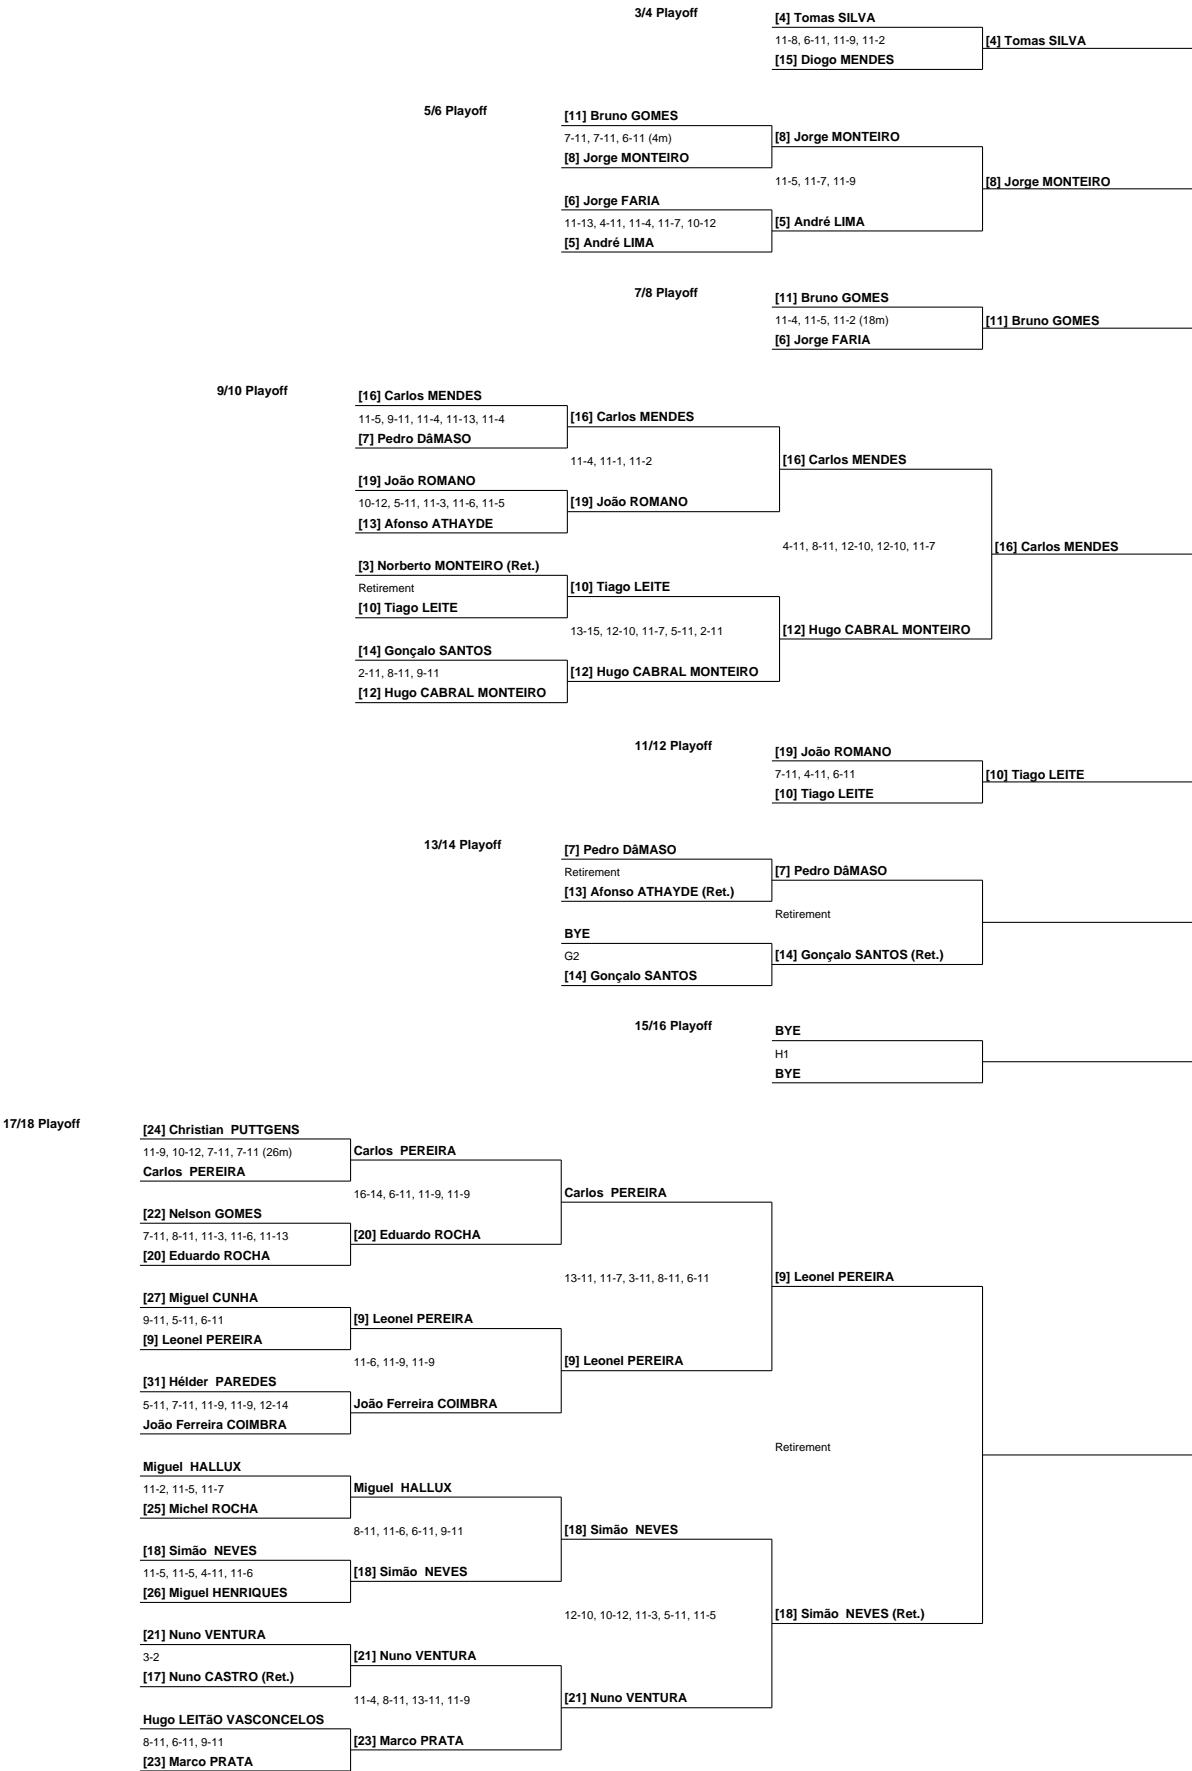 3/4 Playoff
[4] Tomas SILVA
11-8, 6-11, 11-9, 11-2
[4] Tomas SILVA
[15] Diogo MENDES
5/6 Playoff
[11] Bruno GOMES
7-11, 7-11, 6-11 (4m)
[8] Jorge MONTEIRO
[8] Jorge MONTEIRO
11-5, 11-7, 11-9
[8] Jorge MONTEIRO
[6] Jorge FARIA
11-13, 4-11, 11-4, 11-7, 10-12
[5] André LIMA
[5] André LIMA
7/8 Playoff
[11] Bruno GOMES
11-4, 11-5, 11-2 (18m)
[11] Bruno GOMES
[6] Jorge FARIA
9/10 Playoff
[16] Carlos MENDES
11-5, 9-11, 11-4, 11-13, 11-4
[16] Carlos MENDES
[7] Pedro DâMASO
11-4, 11-1, 11-2
[16] Carlos MENDES
[19] João ROMANO
10-12, 5-11, 11-3, 11-6, 11-5
[19] João ROMANO
[13] Afonso ATHAYDE
4-11, 8-11, 12-10, 12-10, 11-7
[16] Carlos MENDES
[3] Norberto MONTEIRO (Ret.)
Retirement
[10] Tiago LEITE
[10] Tiago LEITE
13-15, 12-10, 11-7, 5-11, 2-11
[12] Hugo CABRAL MONTEIRO
[14] Gonçalo SANTOS
2-11, 8-11, 9-11
[12] Hugo CABRAL MONTEIRO
[12] Hugo CABRAL MONTEIRO
11/12 Playoff
[19] João ROMANO
7-11, 4-11, 6-11
[10] Tiago LEITE
[10] Tiago LEITE
13/14 Playoff
[7] Pedro DâMASO
Retirement
[7] Pedro DâMASO
[13] Afonso ATHAYDE (Ret.)
Retirement
BYE
G2
[14] Gonçalo SANTOS (Ret.)
[14] Gonçalo SANTOS
15/16 Playoff
BYE
H1
BYE
17/18 Playoff
[24] Christian PUTTGENS
11-9, 10-12, 7-11, 7-11 (26m)
Carlos PEREIRA
Carlos PEREIRA
16-14, 6-11, 11-9, 11-9
Carlos PEREIRA
[22] Nelson GOMES
7-11, 8-11, 11-3, 11-6, 11-13
[20] Eduardo ROCHA
[20] Eduardo ROCHA
13-11, 11-7, 3-11, 8-11, 6-11
[9] Leonel PEREIRA
[27] Miguel CUNHA
9-11, 5-11, 6-11
[9] Leonel PEREIRA
[9] Leonel PEREIRA
11-6, 11-9, 11-9
[9] Leonel PEREIRA
[31] Hélder PAREDES
5-11, 7-11, 11-9, 11-9, 12-14
João Ferreira COIMBRA
João Ferreira COIMBRA
Retirement
Miguel HALLUX
11-2, 11-5, 11-7
Miguel HALLUX
[25] Michel ROCHA
8-11, 11-6, 6-11, 9-11
[18] Simão NEVES
[18] Simão NEVES
11-5, 11-5, 4-11, 11-6
[18] Simão NEVES
[26] Miguel HENRIQUES
12-10, 10-12, 11-3, 5-11, 11-5
[18] Simão NEVES (Ret.)
[21] Nuno VENTURA
3-2
[21] Nuno VENTURA
[17] Nuno CASTRO (Ret.)
11-4, 8-11, 13-11, 11-9
[21] Nuno VENTURA
Hugo LEITãO VASCONCELOS
8-11, 6-11, 9-11
[23] Marco PRATA
[23] Marco PRATA